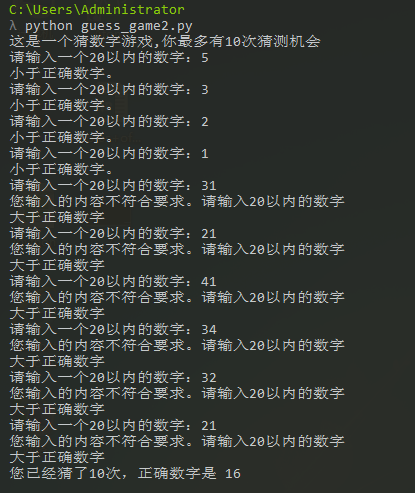 C:\Users\Administrator
λ python guess_game2.py
这是一个猜数字游戏,你最多有10次猜测机会
请输入一个20以内的数字: 5
小于正确数字。
请输入一个20以内的数字: 3
小于正确数字。
请输入一个20以内的数字: 2
小于正确数字。
请输入一个20以内的数字: 1
小于正确数字。
请输入一个20以内的数字: 31
您输入的内容不符合要求。请输入20以内的数字
大于正确数字
请输入一个20以内的数字: 21
您输入的内容不符合要求。请输入20以内的数字
大于正确数字
请输入一个20以内的数字: 41
您输入的内容不符合要求。请输入20以内的数字
大于正确数字
请输入一个20以内的数字: 34
您输入的内容不符合要求。请输入20以内的数字
大于正确数字
请输入一个20以内的数字: 32
您输入的内容不符合要求。请输入20以内的数字
大于正确数字
请输入一个20以内的数字: 21
您输入的内容不符合要求。请输入20以内的数字
大于正确数字
您已经猜了10次，正确数字是 16